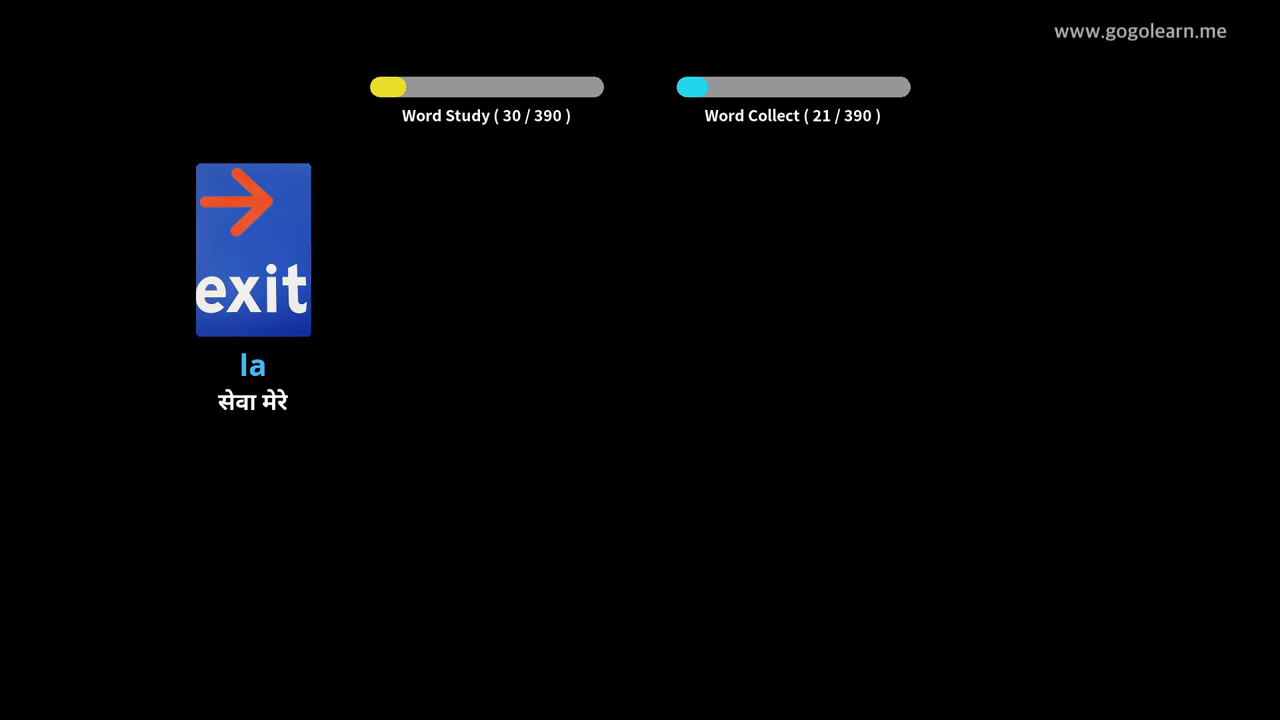 www.gogolearn.me
Word Study ( 30 / 390 )
Word Collect ( 21 / 390 )
exit
la
सेवा मेरे